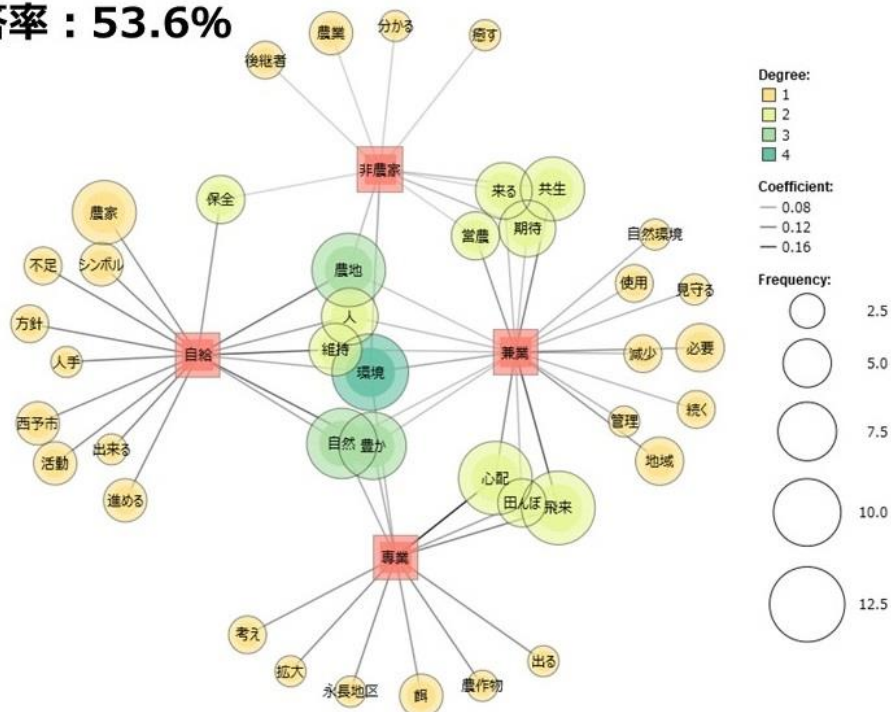 答率：53.6%
後継者
農業
分かる
癒す
非農家
保全
来る
共生
営農
期待
農家
不足
シンボル
方針
人手
西予市
活動
出来る
進める
自給
農地
人
維持
環境
自然
豊か
兼業
自然環境
使用
見守る
減少
必要
続く
管理
地域
心配
田んぼ
飛来
専業
考え
拡大
永長地区
餌
農作物
出る
Degree:
1
2
3
4
Coefficient:
0.08
0.12
0.16
Frequency:
2.5
5.0
7.5
10.0
12.5